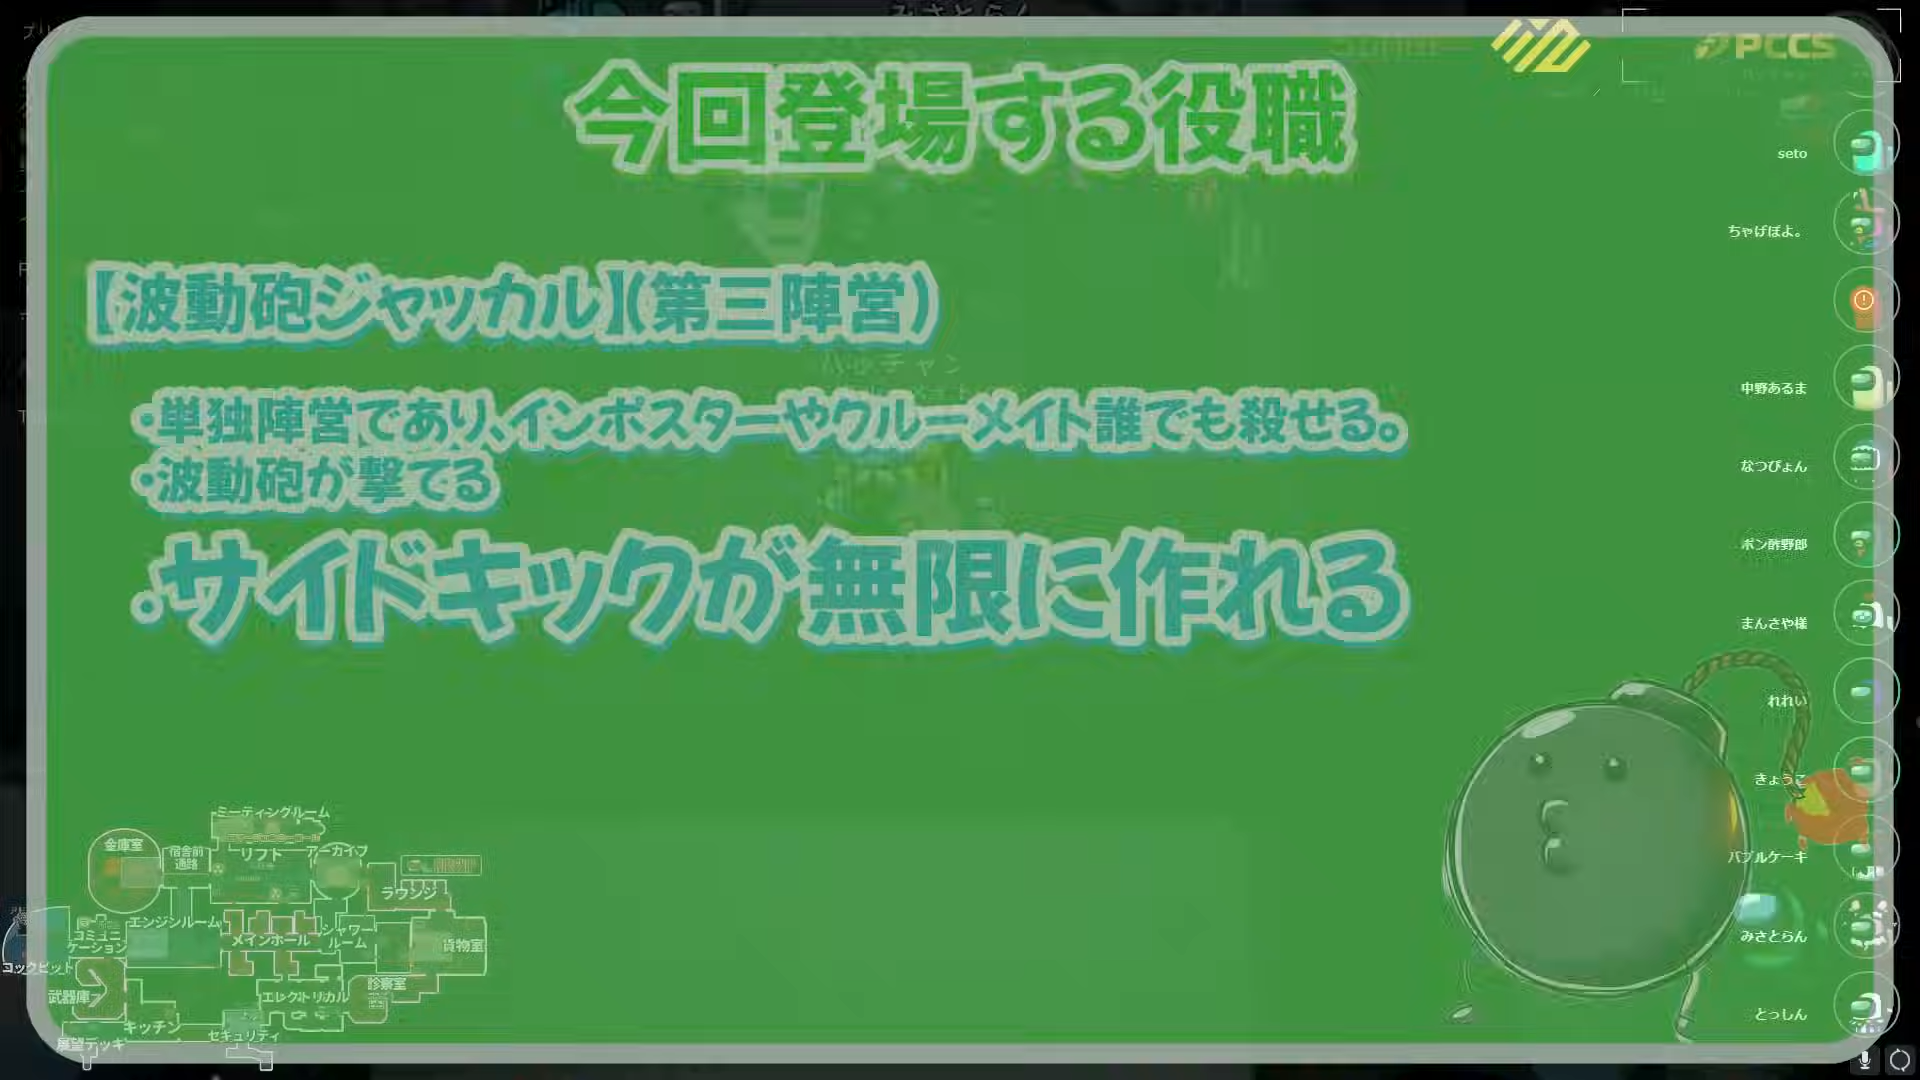 みさとらん
PCCS
今回登場する役職
seto
ちゃげぽよ。
【波動砲ジャッカル】(第三陣営)
ハッチャン
・単独陣営であり、インポスターやクルーメイト誰でも殺せる。
中野あるま
・波動砲が撃てる
なつぴょん
・サイドキックが無限に作れる
ポン酢野郎
まんさや様
れれい
きょうこ
バブルケーキ
みさとらん
とっしん
ミーティングルーム
金庫室
宿舎前
通路
リフト
アーカイブ
ラウンジ
エンジンルーム
コミュニ
ケーション
メインホール
シャワー
ルーム
貨物室
コックピット
武器庫
エレクトリカル
診察室
キッチン
セキュリティ
展望デッキ